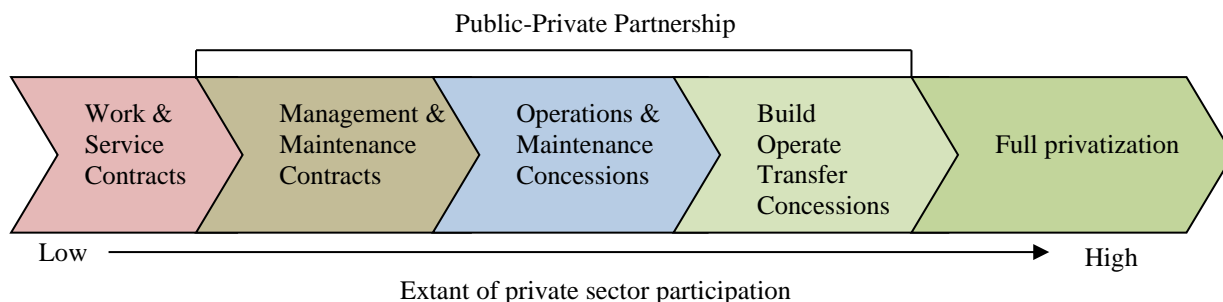 Public-Private Partnership
Work &
Service
Contracts
Management &
Maintenance
Contracts
Operations &
Maintenance
Concessions
Build
Operate
Transfer
Concessions
Full privatization
Low
High
Extant of private sector participation